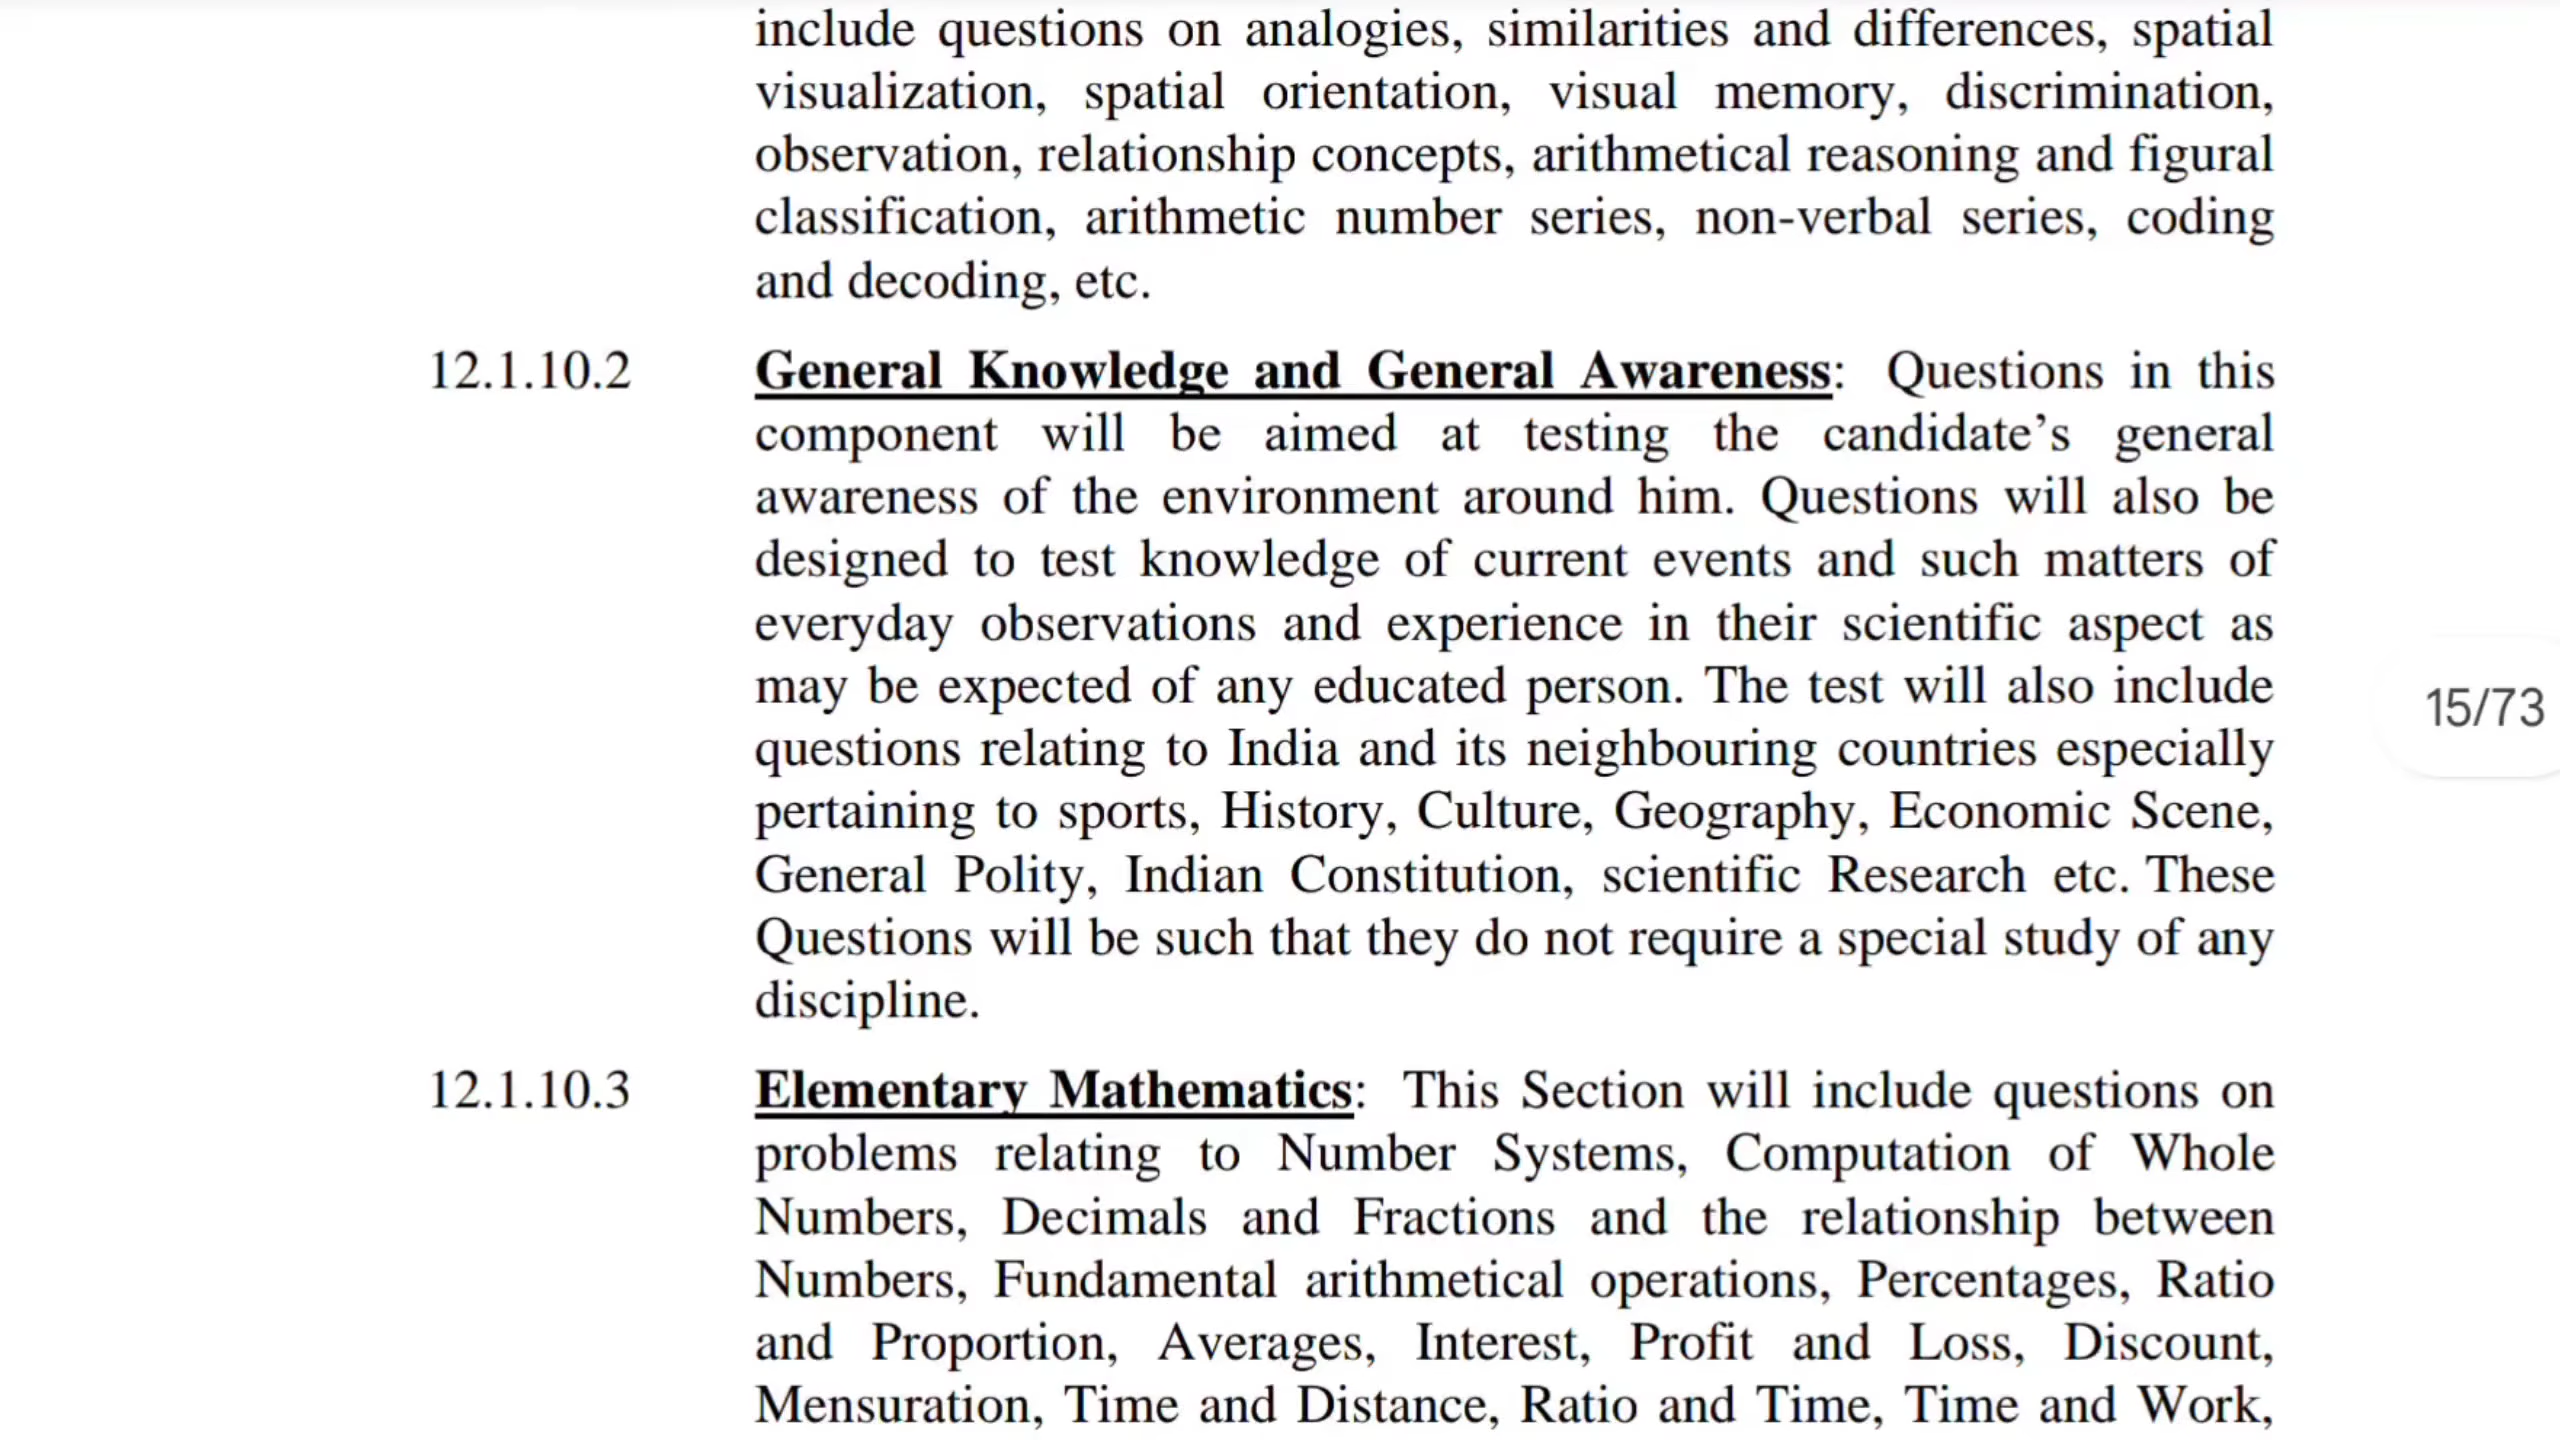 include questions on analogies, similarities and differences, spatial
visualization, spatial orientation, visual memory, discrimination,
observation, relationship concepts, arithmetical reasoning and figural
classification, arithmetic number series, non-verbal series, coding
and decoding, etc.
12.1.10.2 General Knowledge and General Awareness: Questions in this
component will be aimed at testing the candidate’s general
awareness of the environment around him. Questions will also be
designed to test knowledge of current events and such matters of
everyday observations and experience in their scientific aspect as
may be expected of any educated person. The test will also include
questions relating to India and its neighbouring countries especially
pertaining to sports, History, Culture, Geography, Economic Scene,
General Polity, Indian Constitution, scientific Research etc. These
Questions will be such that they do not require a special study of any
discipline.
15/73
12.1.10.3 Elementary Mathematics: This Section will include questions on
problems relating to Number Systems, Computation of Whole
Numbers, Decimals and Fractions and the relationship between
Numbers, Fundamental arithmetical operations, Percentages, Ratio
and Proportion, Averages, Interest, Profit and Loss, Discount,
Mensuration, Time and Distance, Ratio and Time, Time and Work,